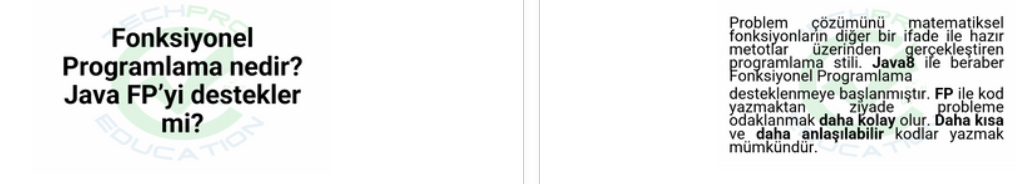 TECHPRO
EDUCATION
Fonksiyonel
Programlama nedir?
Java FP’yi destekler
mi?
Problem çözümünü matematiksel
fonksiyonların diğer bir ifade ile hazır
metotlar üzerinden gerçekleştiren
programlama stili. Java8 ile beraber
Fonksiyonel Programlama
desteklenmeye başlanmıştır. FP ile kod
yazmaktan ziyade probleme
odaklanmak daha kolay olur. Daha kısa
ve daha anlaşılabilir kodlar yazmak
mümkündür.